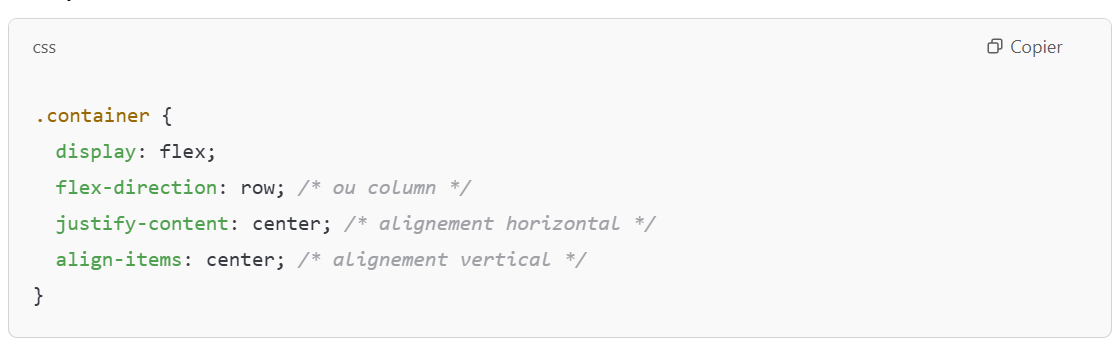 css
Copier
.container {
  display: flex;
  flex-direction: row; /* ou column */
  justify-content: center; /* alignement horizontal */
  align-items: center; /* alignement vertical */
}